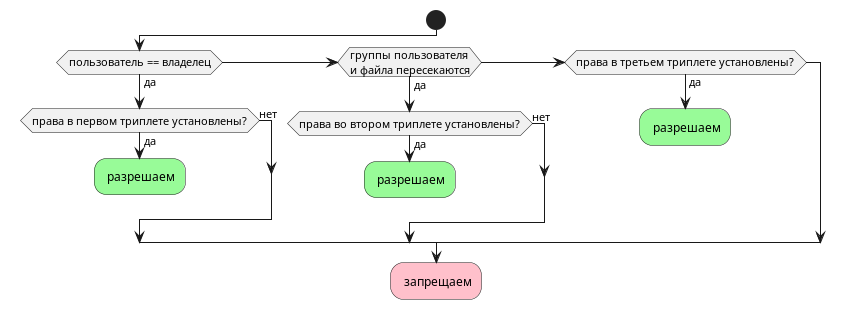 пользователь == владелец
группы пользователя
и файла пересекаются
права в третьем триплете установлены?
да
да
да
права в первом триплете установлены?
нет
права во втором триплете установлены?
нет
разрешаем
да
да
разрешаем
разрешаем
запрещаем